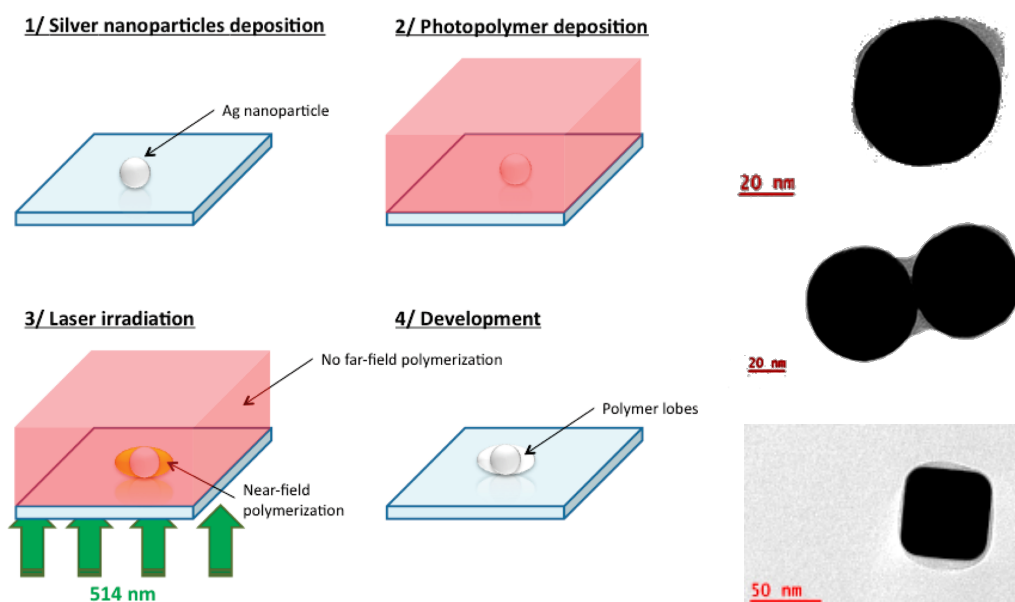 1/ Silver nanoparticles deposition
2/ Photopolymer deposition
Ag nanoparticle
20 nm
20 nm
3/ Laser irradiation
4/ Development
No far-field polymerization
Polymer lobes
Near-field
polymerization
514 nm
50 nm